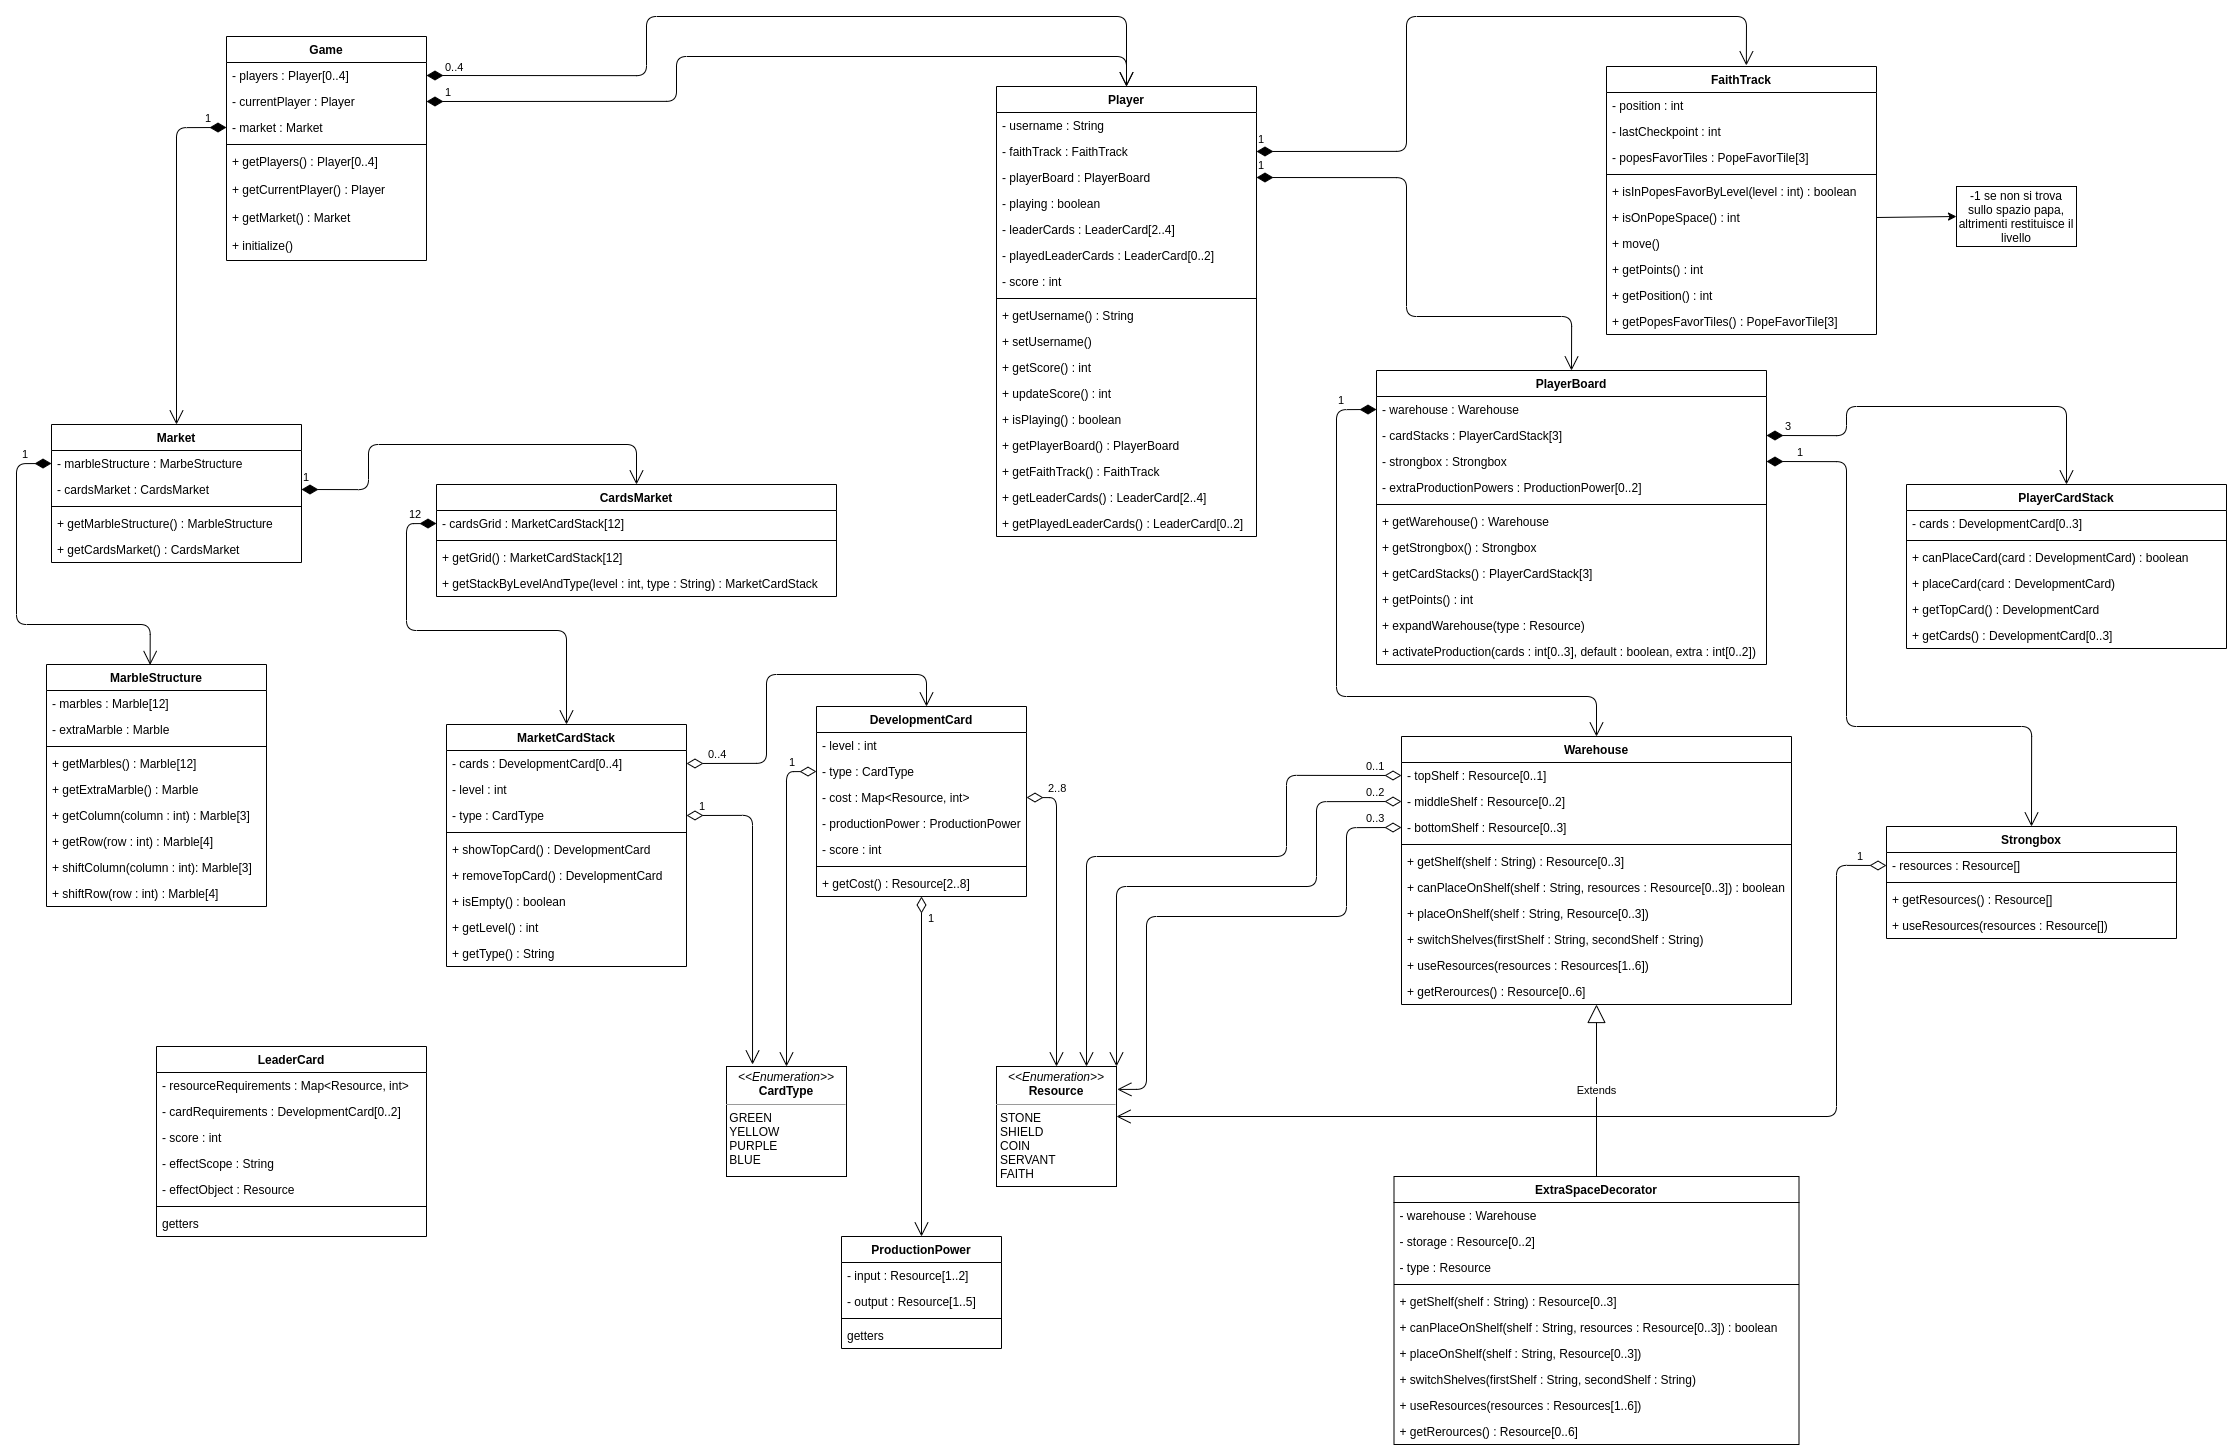 Game
- players : Player[0..4]
- currentPlayer : Player
- market : Market
+ getPlayers() : Player[0..4]
+ getCurrentPlayer() : Player
+ getMarket() : Market
+ initialize()
0..4
1
1
Player
- username : String
- faithTrack : FaithTrack
- playerBoard : PlayerBoard
- playing : boolean
- leaderCards : LeaderCard[2..4]
- playedLeaderCards : LeaderCard[0..2]
- score : int
+ getUsername() : String
+ setUsername()
+ getScore() : int
+ updateScore() : int
+ isPlaying() : boolean
+ getPlayerBoard() : PlayerBoard
+ getFaithTrack() : FaithTrack
+ getLeaderCards() : LeaderCard[2..4]
+ getPlayedLeaderCards() : LeaderCard[0..2]
1
1
FaithTrack
- position : int
- lastCheckpoint : int
- popesFavorTiles : PopeFavorTile[3]
+ isInPopesFavorByLevel(level : int) : boolean
+ isOnPopeSpace() : int
+ move()
+ getPoints() : int
+ getPosition() : int
+ getPopesFavorTiles() : PopeFavorTile[3]
-1 se non si trova
sullo spazio papa,
altrimenti restituisce il
livello
Market
- marbleStructure : MarbeStructure
- cardsMarket : CardsMarket
+ getMarbleStructure() : MarbleStructure
+ getCardsMarket() : CardsMarket
1
1
CardsMarket
- cardsGrid : MarketCardStack[12]
+ getGrid() : MarketCardStack[12]
+ getStackByLevelAndType(level : int, type : String) : MarketCardStack
12
PlayerBoard
- warehouse : Warehouse
- cardStacks : PlayerCardStack[3]
- strongbox : Strongbox
- extraProductionPowers : ProductionPower[0..2]
+ getWarehouse() : Warehouse
+ getStrongbox() : Strongbox
+ getCardStacks() : PlayerCardStack[3]
+ getPoints() : int
+ expandWarehouse(type : Resource)
+ activateProduction(cards : int[0..3], default : boolean, extra : int[0..2])
1
3
1
PlayerCardStack
- cards : DevelopmentCard[0..3]
+ canPlaceCard(card : DevelopmentCard) : boolean
+ placeCard(card : DevelopmentCard)
+ getTopCard() : DevelopmentCard
+ getCards() : DevelopmentCard[0..3]
MarbleStructure
- marbles : Marble[12]
- extraMarble : Marble
+ getMarbles() : Marble[12]
+ getExtraMarble() : Marble
+ getColumn(column : int) : Marble[3]
+ getRow(row : int) : Marble[4]
+ shiftColumn(column : int): Marble[3]
+ shiftRow(row : int) : Marble[4]
MarketCardStack
- cards : DevelopmentCard[0..4]
- level : int
- type : CardType
+ showTopCard() : DevelopmentCard
+ removeTopCard() : DevelopmentCard
+ isEmpty() : boolean
+ getLevel() : int
+ getType() : String
0..4
1
DevelopmentCard
- level : int
- type : CardType
- cost : Map<Resource, int>
- productionPower : ProductionPower
- score : int
+ getCost() : Resource[2..8]
1
2..8
1
Warehouse
- topShelf : Resource[0..1]
- middleShelf : Resource[0..2]
- bottomShelf : Resource[0..3]
+ getShelf(shelf : String) : Resource[0..3]
+ canPlaceOnShelf(shelf : String, resources : Resource[0..3]) : boolean
+ placeOnShelf(shelf : String, Resource[0..3])
+ switchShelves(firstShelf : String, secondShelf : String)
+ useResources(resources : Resources[1..6])
+ getRerources() : Resource[0..6]
0..1
0..2
0..3
Strongbox
- resources : Resource[]
+ getResources() : Resource[]
+ useResources(resources : Resource[])
1
LeaderCard
- resourceRequirements : Map<Resource, int>
- cardRequirements : DevelopmentCard[0..2]
- score : int
- effectScope : String
- effectObject : Resource
getters
<<Enumeration>>
CardType
GREEN
YELLOW
PURPLE
BLUE
<<Enumeration>>
Resource
STONE
SHIELD
COIN
SERVANT
FAITH
Extends
ProductionPower
- input : Resource[1..2]
- output : Resource[1..5]
getters
ExtraSpaceDecorator
- warehouse : Warehouse
- storage : Resource[0..2]
- type : Resource
+ getShelf(shelf : String) : Resource[0..3]
+ canPlaceOnShelf(shelf : String, resources : Resource[0..3]) : boolean
+ placeOnShelf(shelf : String, Resource[0..3])
+ switchShelves(firstShelf : String, secondShelf : String)
+ useResources(resources : Resources[1..6])
+ getRerources() : Resource[0..6]